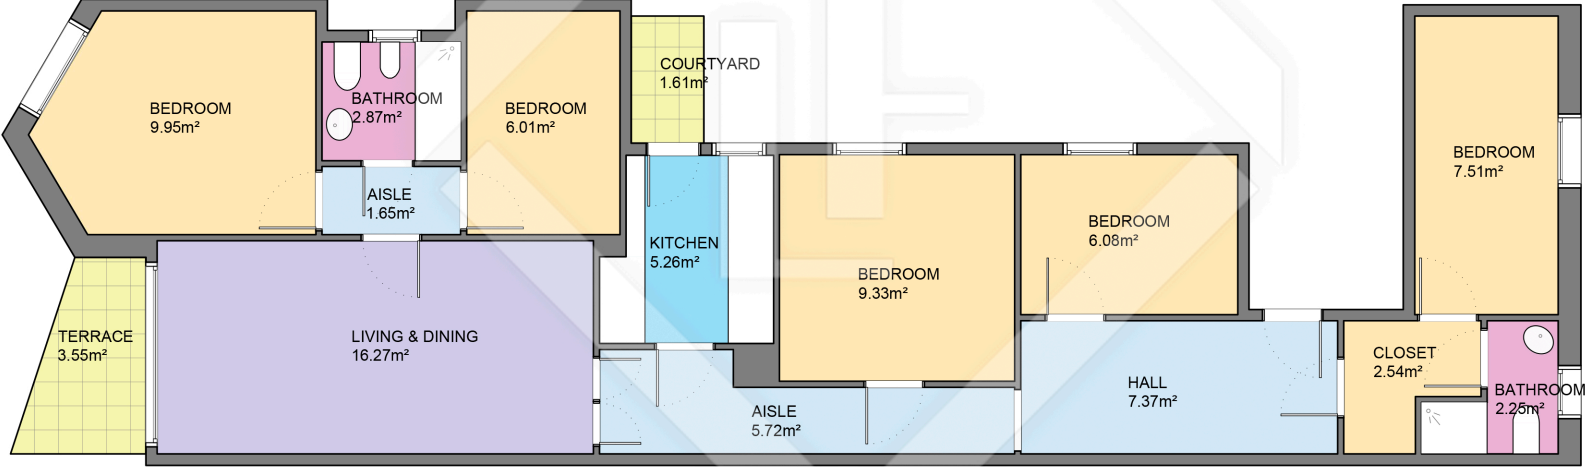 BEDROOM
9.95m²
BATHROOM
2.87m²
BEDROOM
6.01m²
COURTYARD
1.61m²
AISLE
1.65m²
KITCHEN
5.26m²
BEDROOM
9.33m²
BEDROOM
6.08m²
BEDROOM
7.51m²
TERRACE
3.55m²
LIVING & DINING
16.27m²
AISLE
5.72m²
HALL
7.37m²
CLOSET
2.54m²
BATHROOM
2.25m²